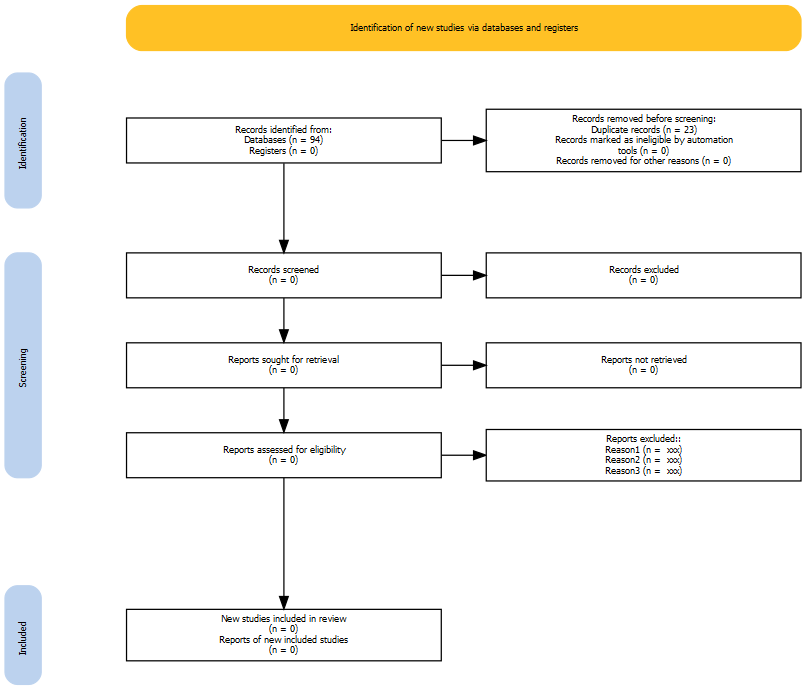 Identification of new studies via databases and registers
Identification
Records identified from:
Databases (n = 94)
Registers (n = 0)
Records removed before screening:
Duplicate records (n = 23)
Records marked as ineligible by automation
tools (n = 0)
Records removed for other reasons (n = 0)
Screening
Records screened
(n = 0)
Records excluded
(n = 0)
Reports sought for retrieval
(n = 0)
Reports not retrieved
(n = 0)
Reports assessed for eligibility
(n = 0)
Reports excluded::
Reason1 (n = xxx)
Reason2 (n = xxx)
Reason3 (n = xxx)
Included
New studies included in review
(n = 0)
Reports of new included studies
(n = 0)